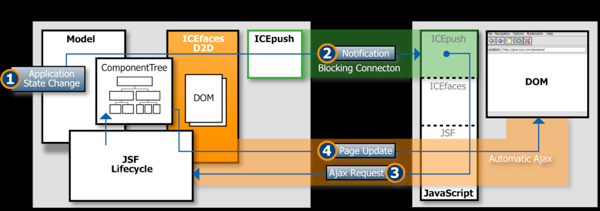 Model
ICEfaces
D2D
ICEpush
1
Application
State Change
ComponentTree
DOM
JSF
Lifecycle
2
Notification
Blocking Connecton
4
Page Update
Ajax Request
3
ICEpush
ICEfaces
JSF
JavaScript
DOM
Automatic Ajax